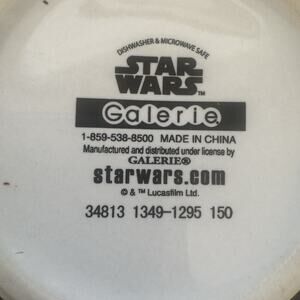 DISHWASHER & MICROWAVE SAFE
STAR
WARS™
Galerie
1-859-538-8500 MADE IN CHINA
Manufactured and distributed under license by
GALERIE®
starwars.com
© & ™ Lucasfilm Ltd.
34813 1349-1295 150